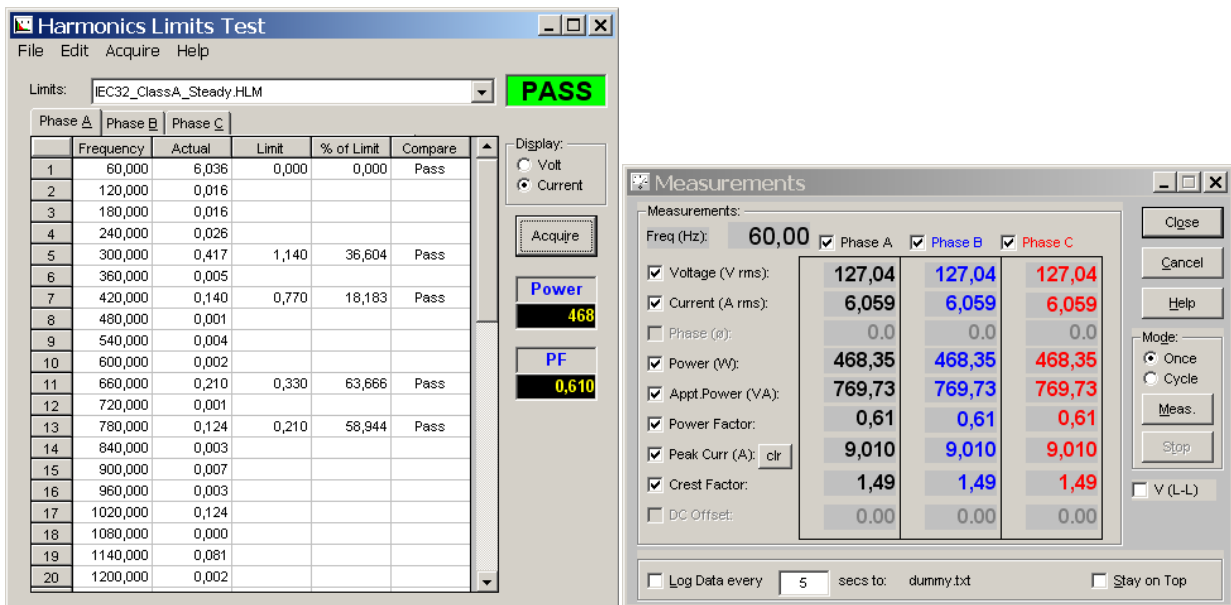 Harmonics Limits Test
File Edit Acquire Help
Limits: IEC32_ClassA_Steady.HLM PASS
Phase A Phase B Phase C
Frequency Actual Limit % of Limit Compare
1 60,000 6,036 0,000 0,000 Pass
2 120,000 0,016
3 180,000 0,016
4 240,000 0,026
5 300,000 0,417 1,140 36,604 Pass
6 360,000 0,005
7 420,000 0,140 0,770 18,183 Pass
8 480,000 0,001
9 540,000 0,004
10 600,000 0,002
11 660,000 0,210 0,330 63,666 Pass
12 720,000 0,001
13 780,000 0,124 0,210 58,944 Pass
14 840,000 0,003
15 900,000 0,007
16 960,000 0,003
17 1020,000 0,124
18 1080,000 0,000
19 1140,000 0,081
20 1200,000 0,002
Display:
Volt
Current
Acquire
Power
468
PF
0,610
Measurements
Measurements:
Freq (Hz): 60,00 Phase A Phase B Phase C
Voltage (V rms): 127,04 127,04 127,04
Current (A rms): 6,059 6,059 6,059
Phase (ø): 0.0 0.0 0.0
Power (W): 468,35 468,35 468,35
Appt.Power (VA): 769,73 769,73 769,73
Power Factor: 0,61 0,61 0,61
Peak Curr (A): clr 9,010 9,010 9,010
Crest Factor: 1,49 1,49 1,49
DC Offset: 0.00 0.00 0.00
Close
Cancel
Help
Mode:
Once
Cycle
Meas.
Stop
V (L-L)
Log Data every 5 secs to: dummy.txt Stay on Top